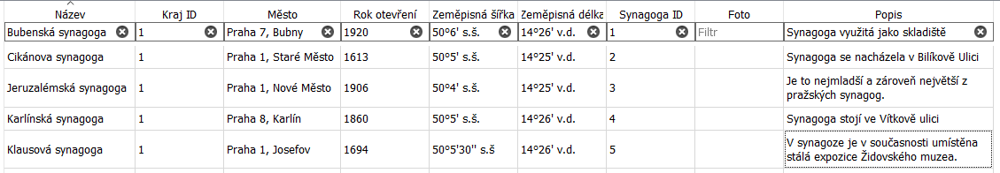 Název Kraj ID Město Rok otevření Zeměpisná šířka Zeměpisná délka Synagoga ID Foto Popis
Bubenská synagoga 1 Praha 7, Bubny 1920 50°6' s.š. 14°26' v.d. 1 Filtr Synagoga využitá jako skladiště
Cikánova synagoga 1 Praha 1, Staré Město 1613 50°5' s.š. 14°25' v.d. 2 Synagoga se nacházela v Bilíkově Ulici
Jeruzalémská synagoga 1 Praha 1, Nové Město 1906 50°4' s.š. 14°25' v.d. 3 Je to nejmladší a zároveň největší z
pražských synagog.
Karlínská synagoga 1 Praha 8, Karlín 1860 50°5' s.š. 14°26' v.d. 4 Synagoga stojí ve Vítkově ulici
Klausová synagoga 1 Praha 1, Josefov 1694 50°5'30'' s.š 14°26' v.d. 5 V synagoze je v současnosti umístěna
stálá expozice Židovského muzea.